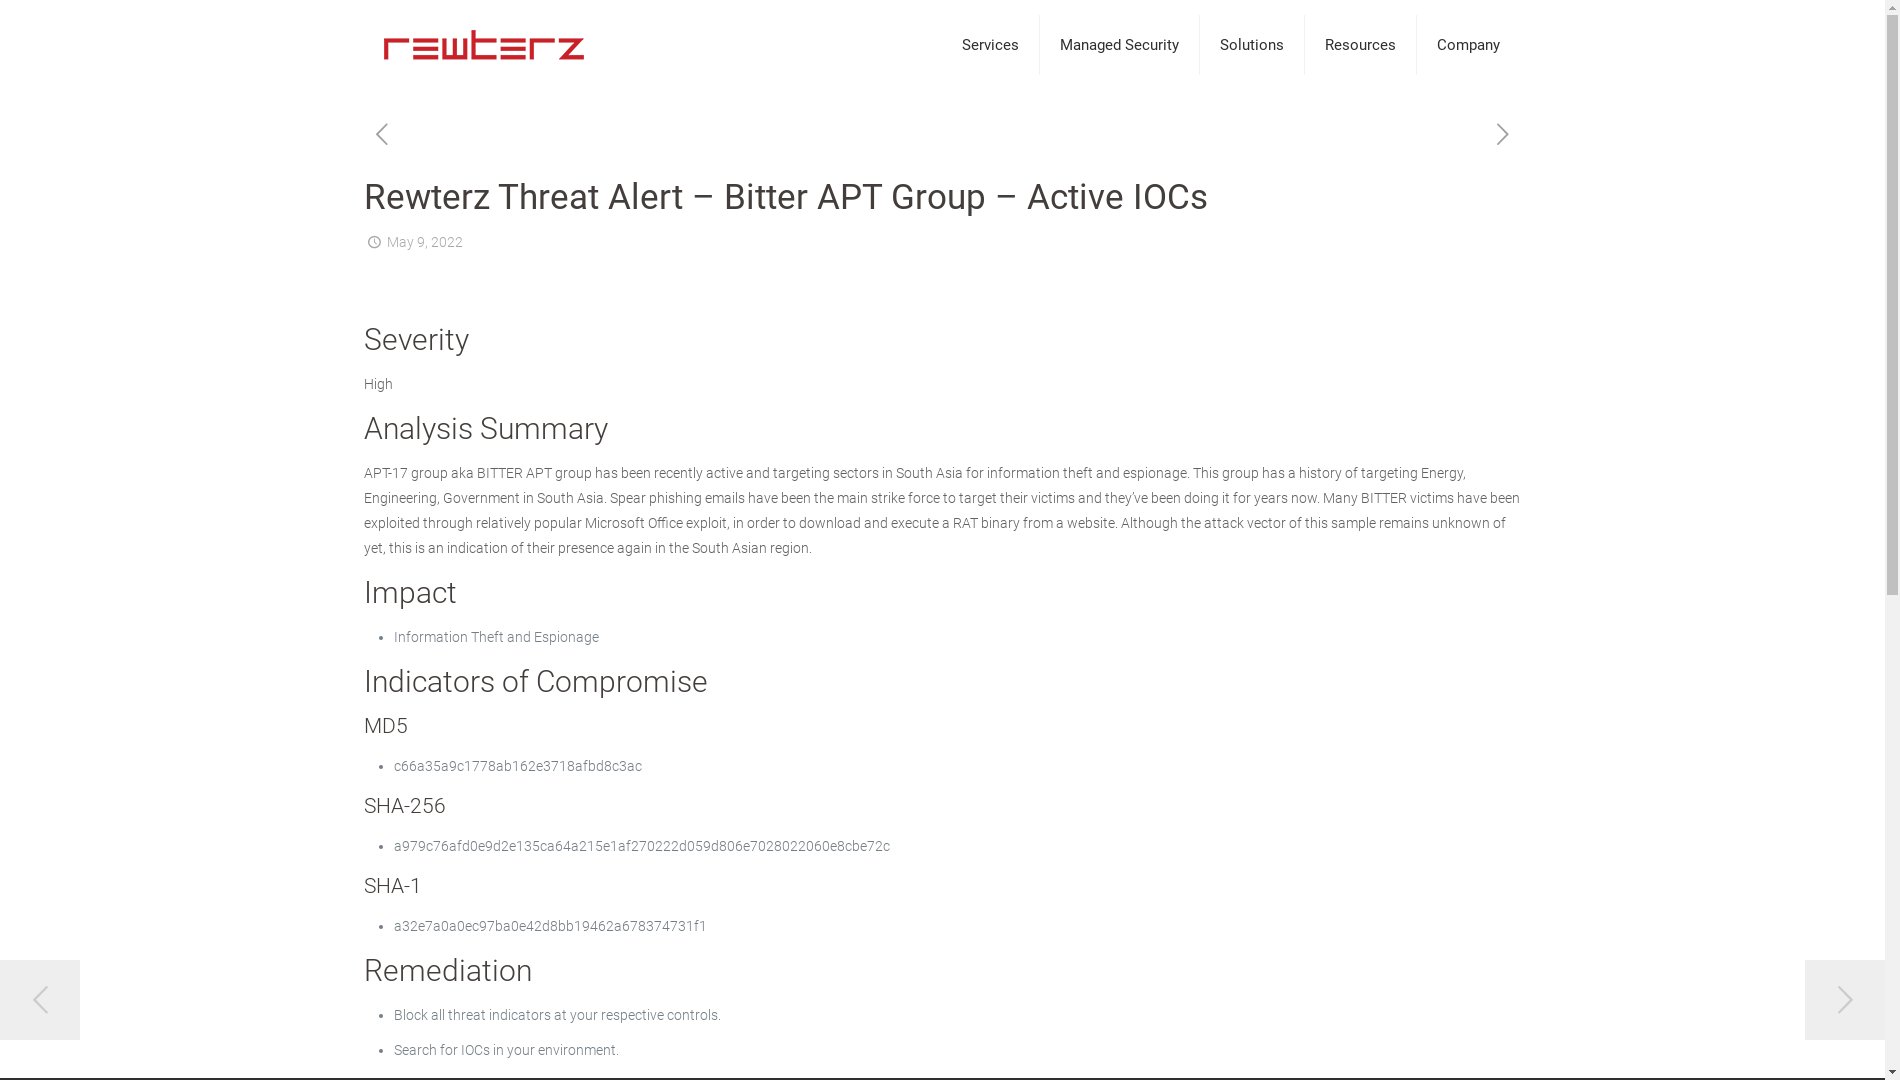 rewterz
Services
Managed Security
Solutions
Resources
Company
Rewterz Threat Alert – Bitter APT Group – Active IOCs
May 9, 2022
Severity
High
Analysis Summary
APT-17 group aka BITTER APT group has been recently active and targeting sectors in South Asia for information theft and espionage. This group has a history of targeting Energy,
Engineering, Government in South Asia. Spear phishing emails have been the main strike force to target their victims and they’ve been doing it for years now. Many BITTER victims have been
exploited through relatively popular Microsoft Office exploit, in order to download and execute a RAT binary from a website. Although the attack vector of this sample remains unknown of
yet, this is an indication of their presence again in the South Asian region.
Impact
• Information Theft and Espionage
Indicators of Compromise
MD5
• c66a35a9c1778ab162e3718afbd8c3ac
SHA-256
• a979c76afd0e9d2e135ca64a215e1af270222d059d806e7028022060e8cbe72c
SHA-1
• a32e7a0a0ec97ba0e42d8bb19462a678374731f1
Remediation
• Block all threat indicators at your respective controls.
• Search for IOCs in your environment.